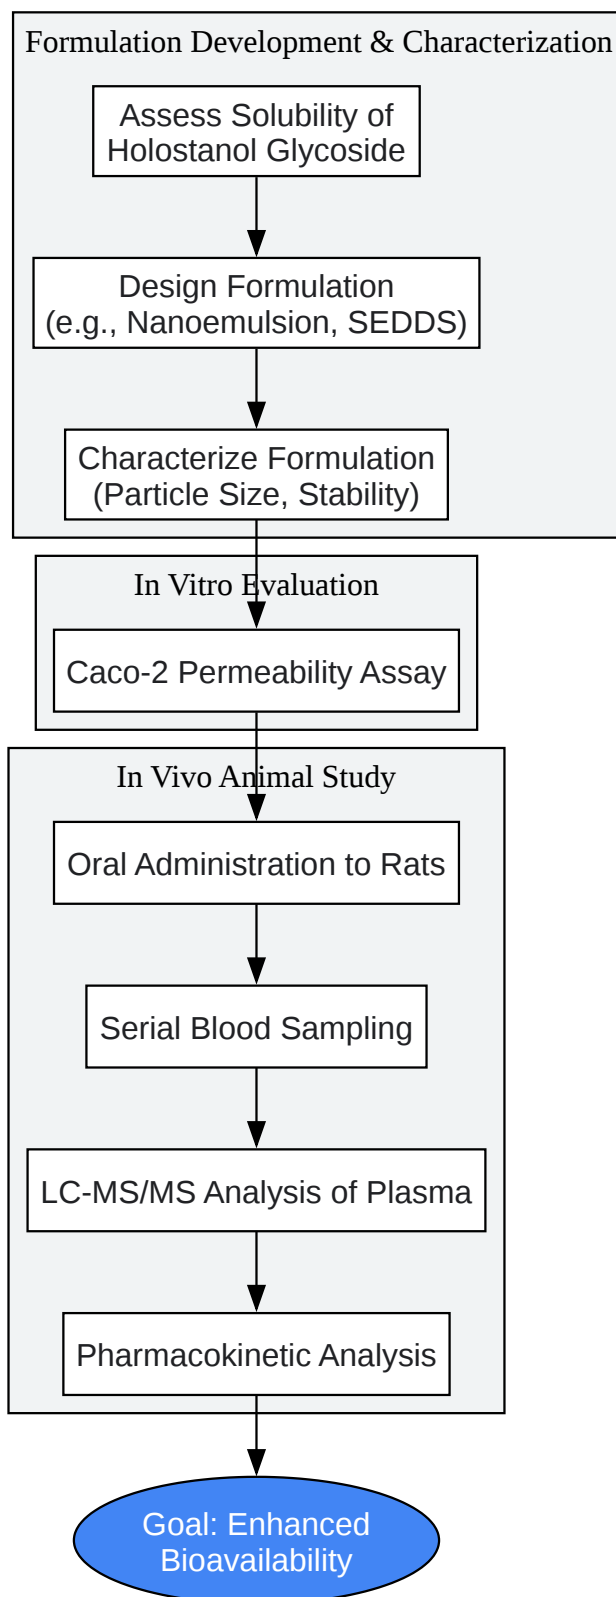 Formulation Development & Characterization
Assess Solubility of
Holostanol Glycoside
Design Formulation
(e.g., Nanoemulsion, SEDDS)
Characterize Formulation
(Particle Size, Stability)
In Vitro Evaluation
Caco-2 Permeability Assay
In Vivo Animal Study
Oral Administration to Rats
Serial Blood Sampling
LC-MS/MS Analysis of Plasma
Pharmacokinetic Analysis
Goal: Enhanced
Bioavailability